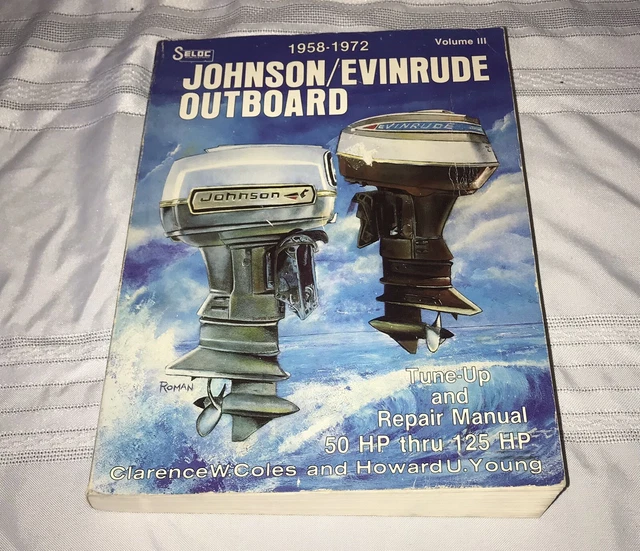 SELOC
1958-1972
Volume III
JOHNSON/EVINRUDE
OUTBOARD
EVINRUDE
Johnson
ROMAN
Tune-Up
and
Repair Manual
50 HP thru 125 HP
Clarence W. Coles and Howard U. Young